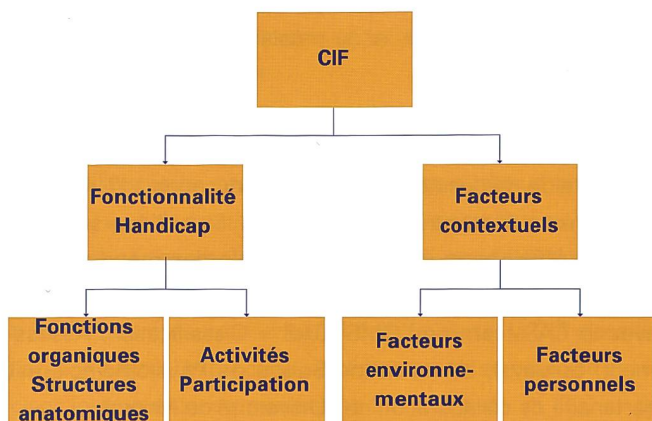 CIF
Fonctionnalité
Handicap
Facteurs
contextuels
Fonctions
organiques
Structures
anatomiques
Activités
Participation
Facteurs
environne-
mentaux
Facteurs
personnels